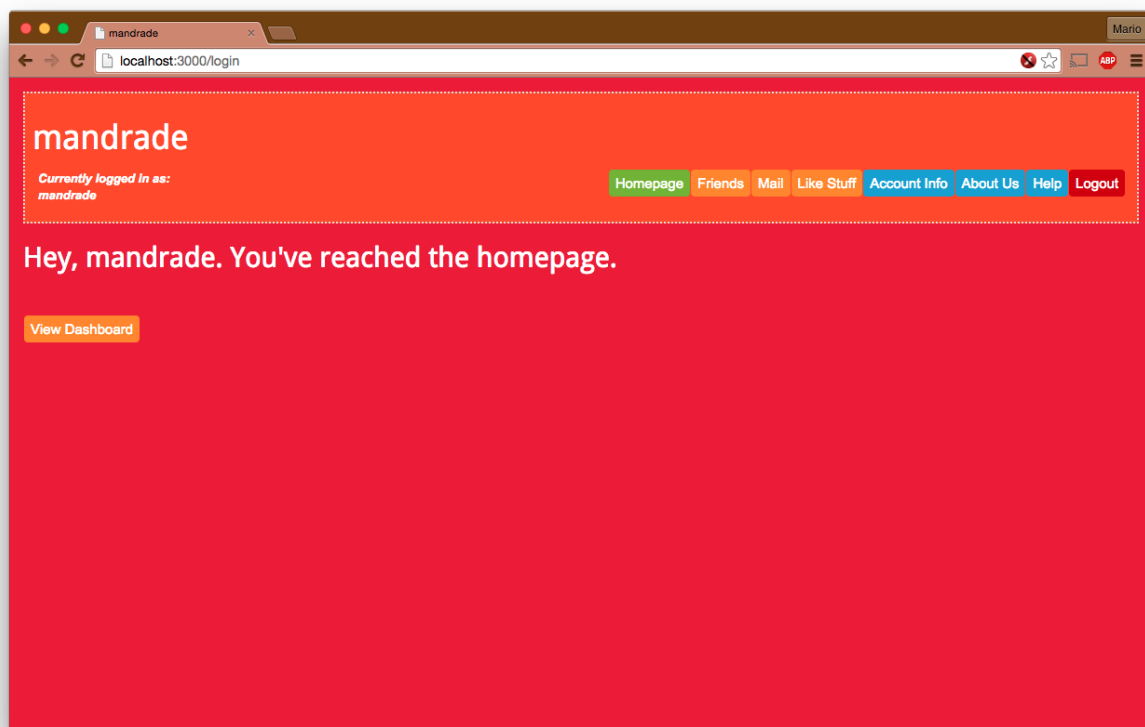 mandrade
Mario
localhost:3000/login
ABP
mandrade
Currently logged in as:
mandrade
Homepage Friends Mail Like Stuff Account Info About Us Help Logout
Hey, mandrade. You've reached the homepage.
View Dashboard